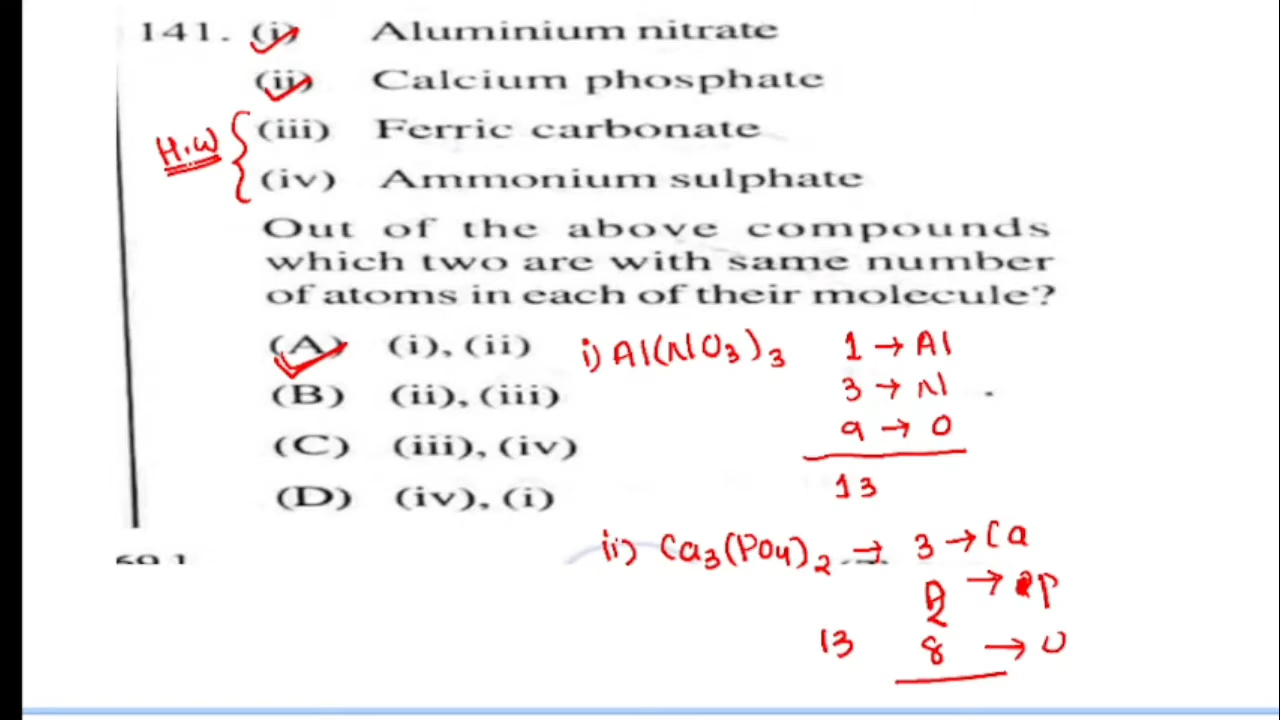 141. (i) Aluminium nitrate
(ii) Calcium phosphate
H.W
(iii) Ferric carbonate
(iv) Ammonium sulphate
Out of the above compounds
which two are with same number
of atoms in each of their molecule?
(A) (i), (ii)
(B) (ii), (iii)
(C) (iii), (iv)
(D) (iv), (i)
i) Al(NO3)3
1 → Al
3 → N
9 → O
13
ii) Ca3(PO4)2 → 3 → Ca
2 → P
13 8 → O